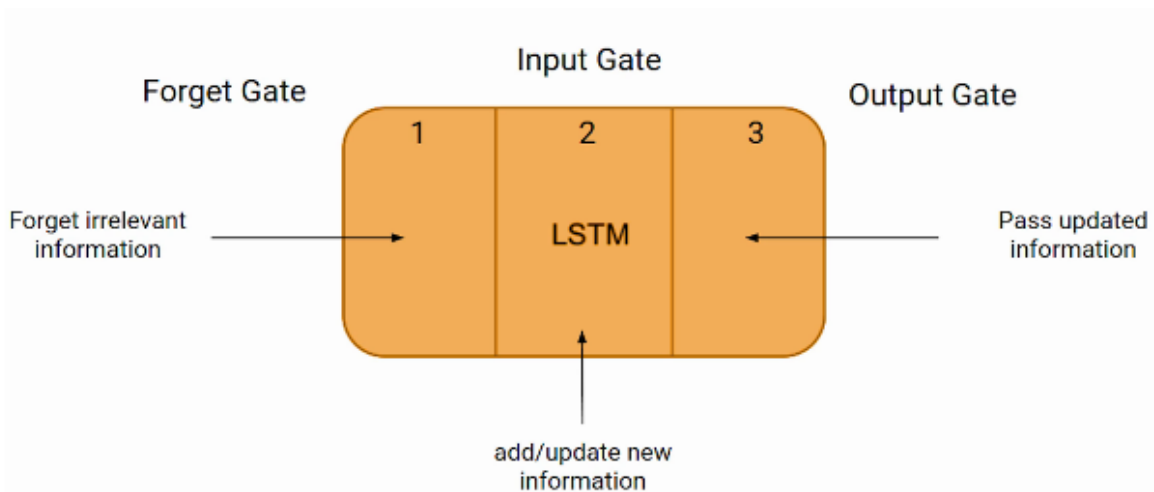 Input Gate
Forget Gate
Output Gate
1
2
3
Forget irrelevant
information
LSTM
Pass updated
information
add/update new
information